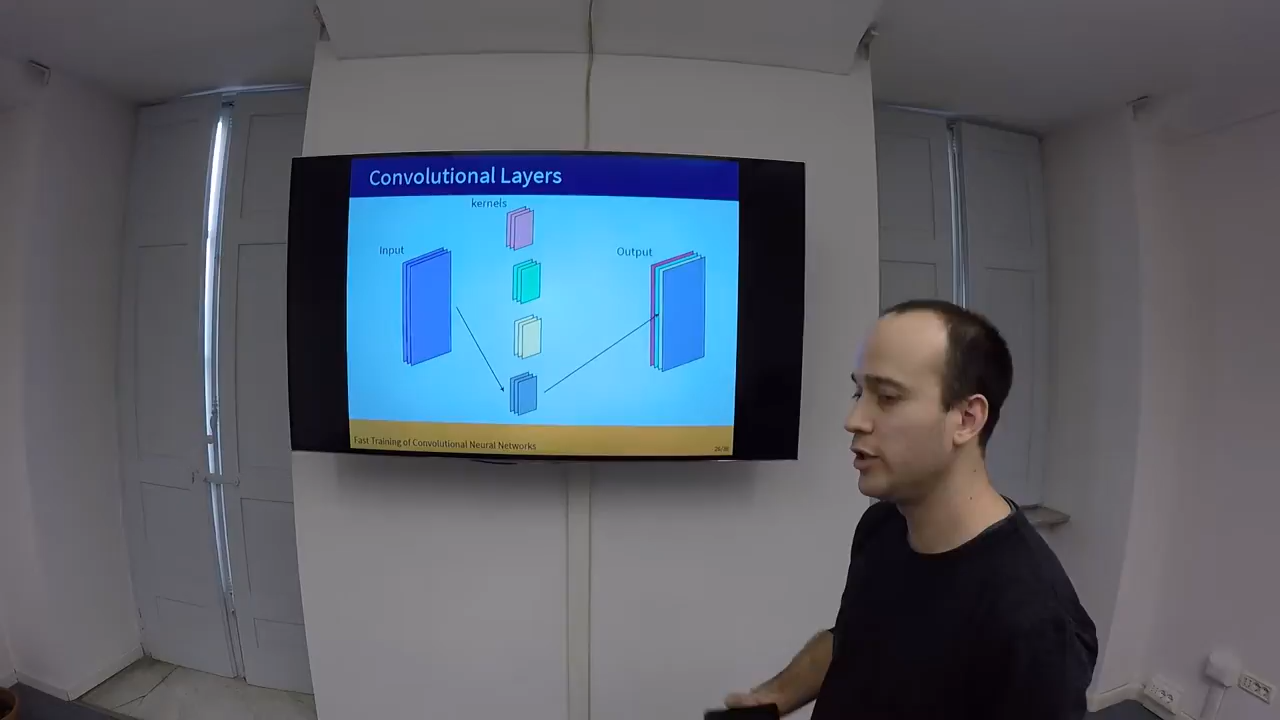 Convolutional Layers
kernels
Input
Output
Fast Training of Convolutional Neural Networks